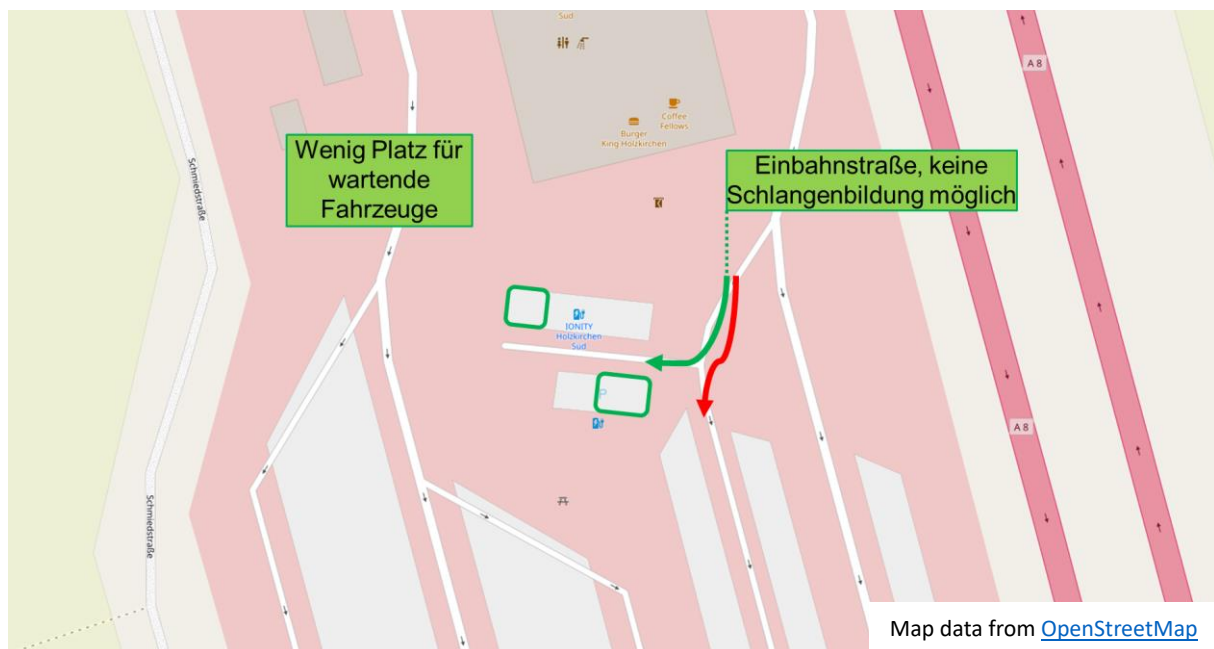 Süd
A 8
Coffee
Fellows
Burger
King Holzkirchen
Wenig Platz für
wartende
Fahrzeuge
Einbahnstraße, keine
Schlangenbildung möglich
Schmiedstraße
IONITY
Holzkirchen
Süd
P
A 8
Schmiedstraße
Map data from OpenStreetMap